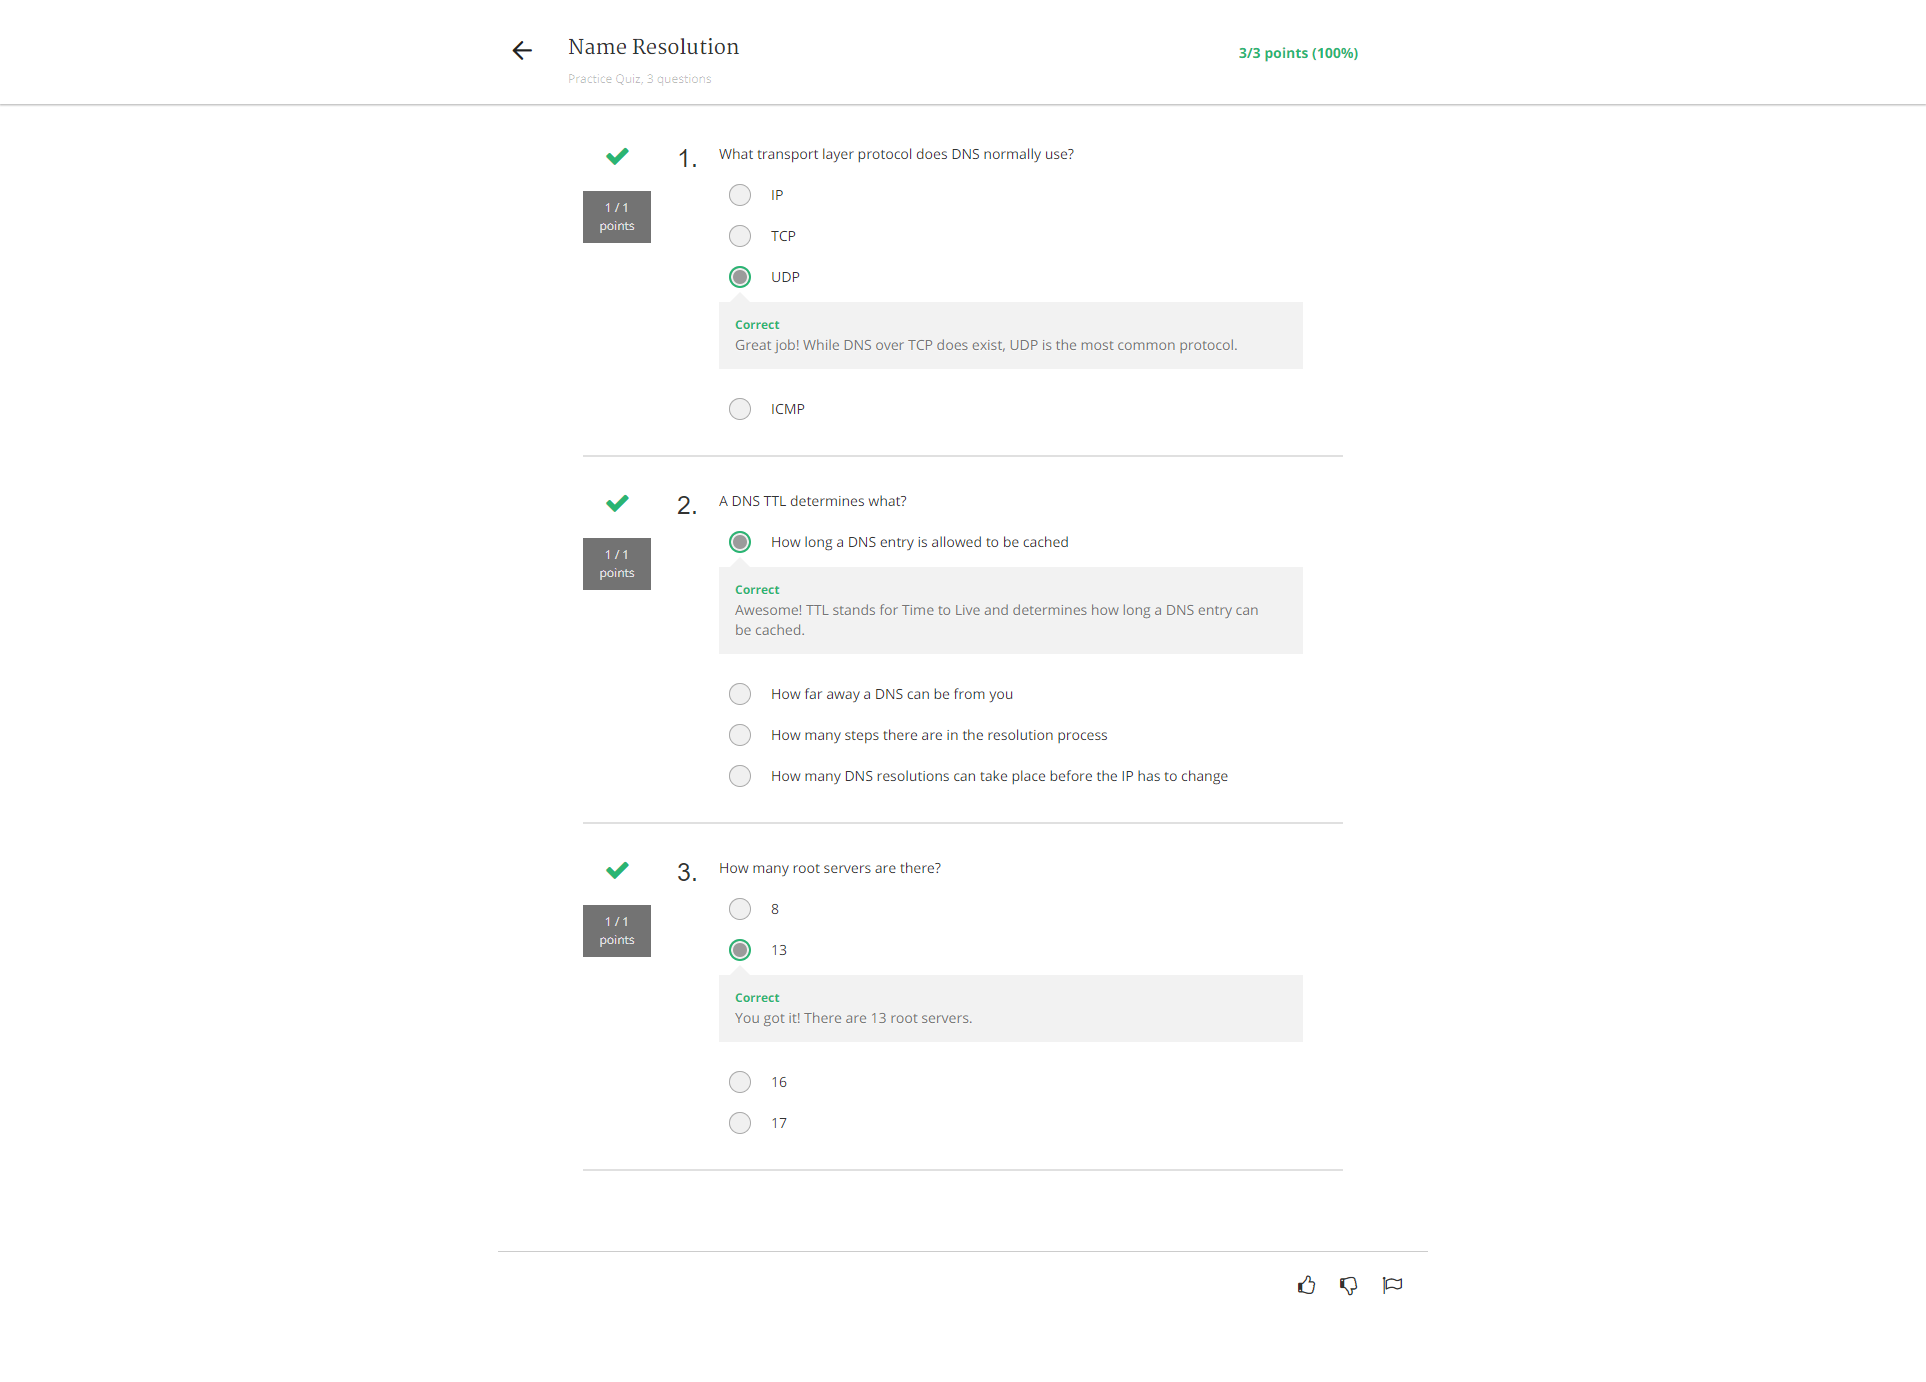 Name Resolution
3/3 points (100%)
Practice Quiz, 3 questions
1.
What transport layer protocol does DNS normally use?
1 / 1
points
IP
TCP
UDP
Correct
Great job! While DNS over TCP does exist, UDP is the most common protocol.
ICMP
2.
A DNS TTL determines what?
1 / 1
points
How long a DNS entry is allowed to be cached
Correct
Awesome! TTL stands for Time to Live and determines how long a DNS entry can
be cached.
How far away a DNS can be from you
How many steps there are in the resolution process
How many DNS resolutions can take place before the IP has to change
3.
How many root servers are there?
1 / 1
points
8
13
Correct
You got it! There are 13 root servers.
16
17